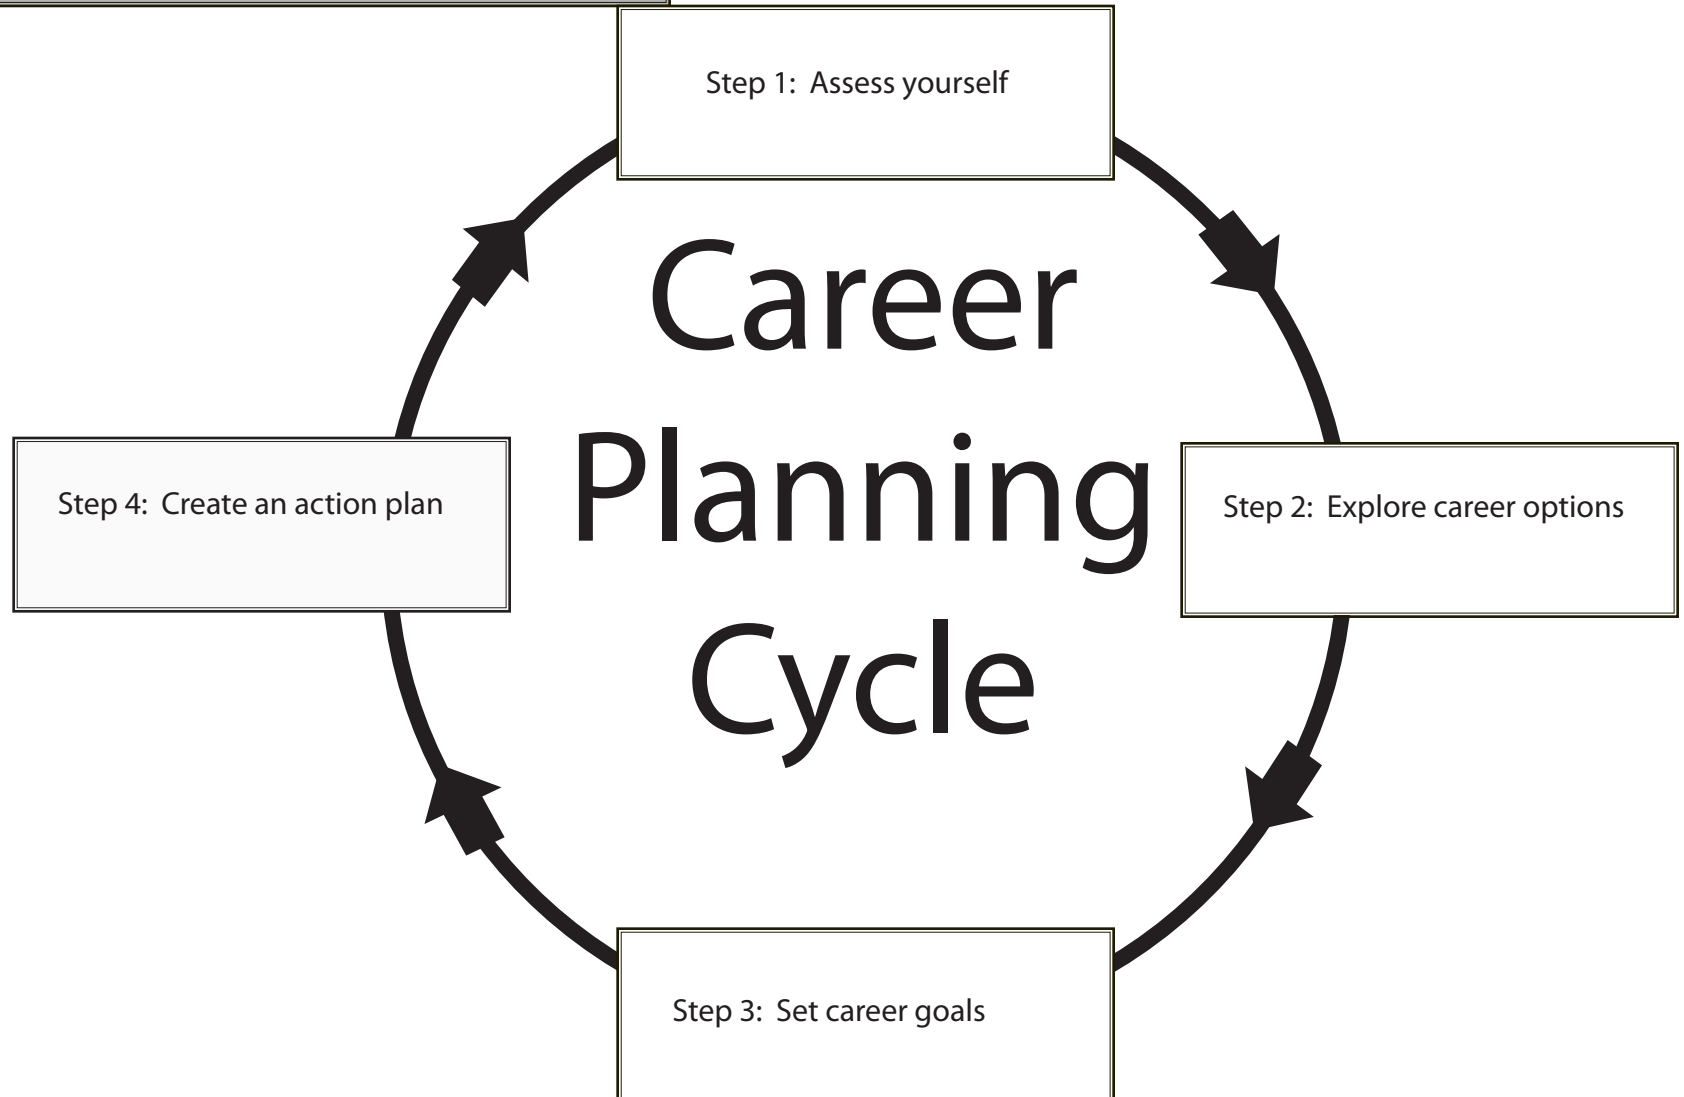 Step 1: Assess yourself
Career
Planning
Cycle
Step 2: Explore career options
Step 3: Set career goals
Step 4: Create an action plan